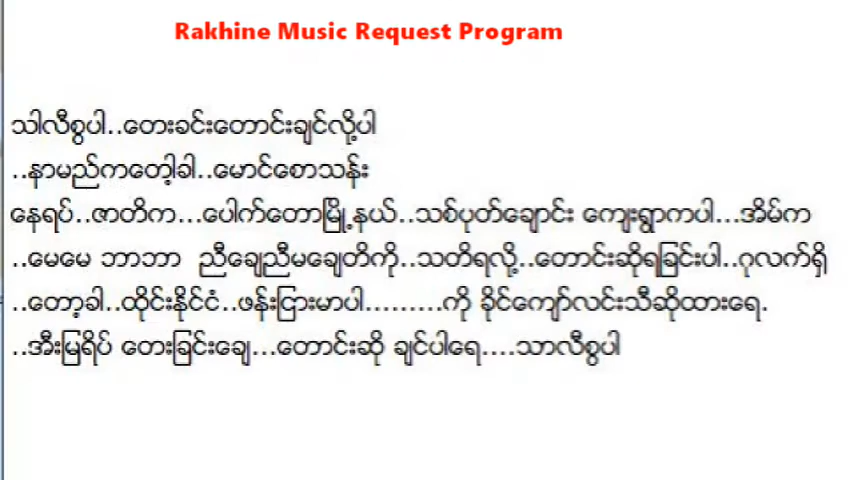 Rakhine Music Request Program
သါလီစွပါ..တေးခင်းတောင်းချင်လို့ပါ
..နာမည်ကတေ့ါခါ..မောင်စောသန်း
နေရပ်..ဇာတိက...ပေါက်တောမြို့နယ်..သစ်ပုတ်ချောင်း ကျေးရွာကပါ...အိမ်က
..မေမေ ဘာဘာ ညီချေညီမချေတိကို..သတိရလို့..တောင်းဆိုရခြင်းပါ..ဂုလက်ရှိ
..တော့ခါ..ထိုင်းနိုင်ငံ..ဖန်းငြားမာပါ.........ကို ခိုင်ကျော်လင်းသီဆိုထားရေ.
..အီးမြရိပ် တေးခြင်းချေ...တောင်းဆို ချင်ပါရေ....သာလီစွပါ